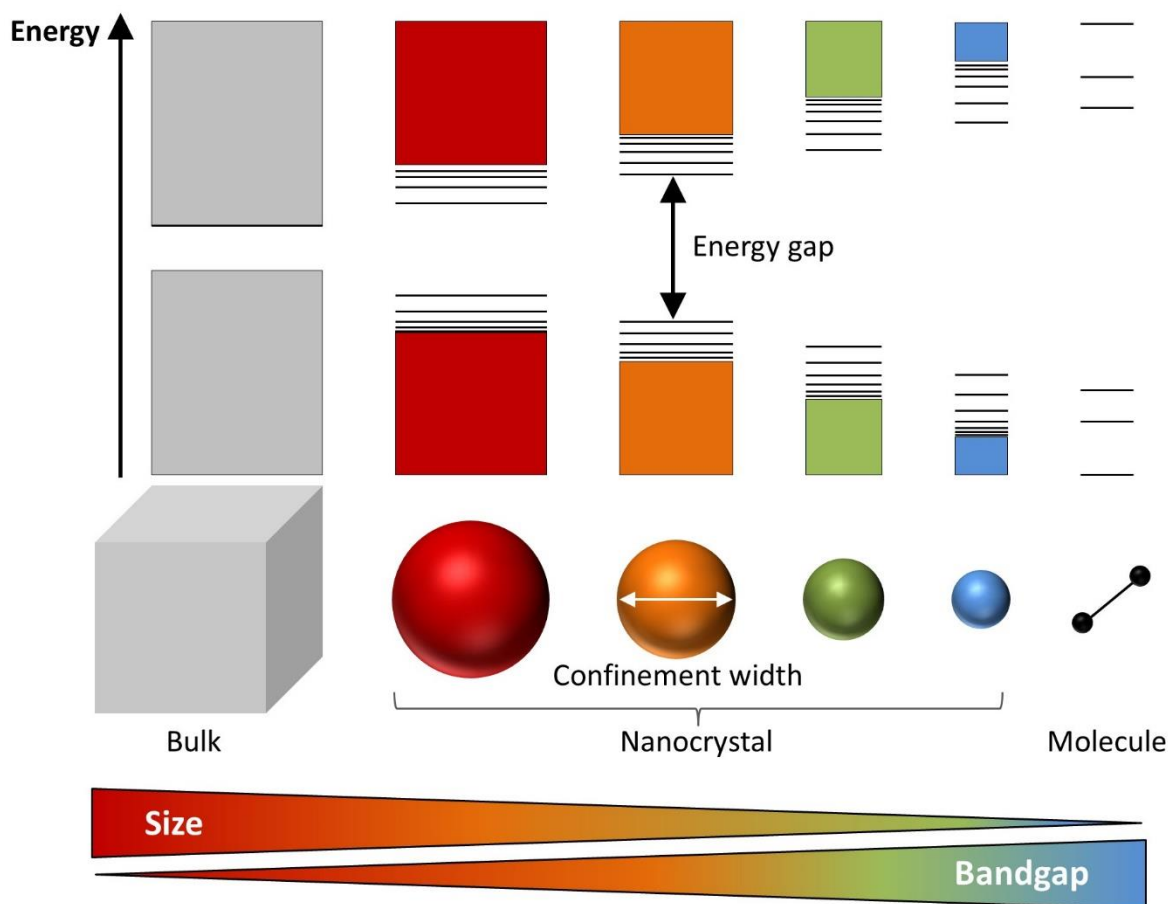 Energy
Energy gap
Confinement width
Bulk
Nanocrystal
Molecule
Size
Bandgap